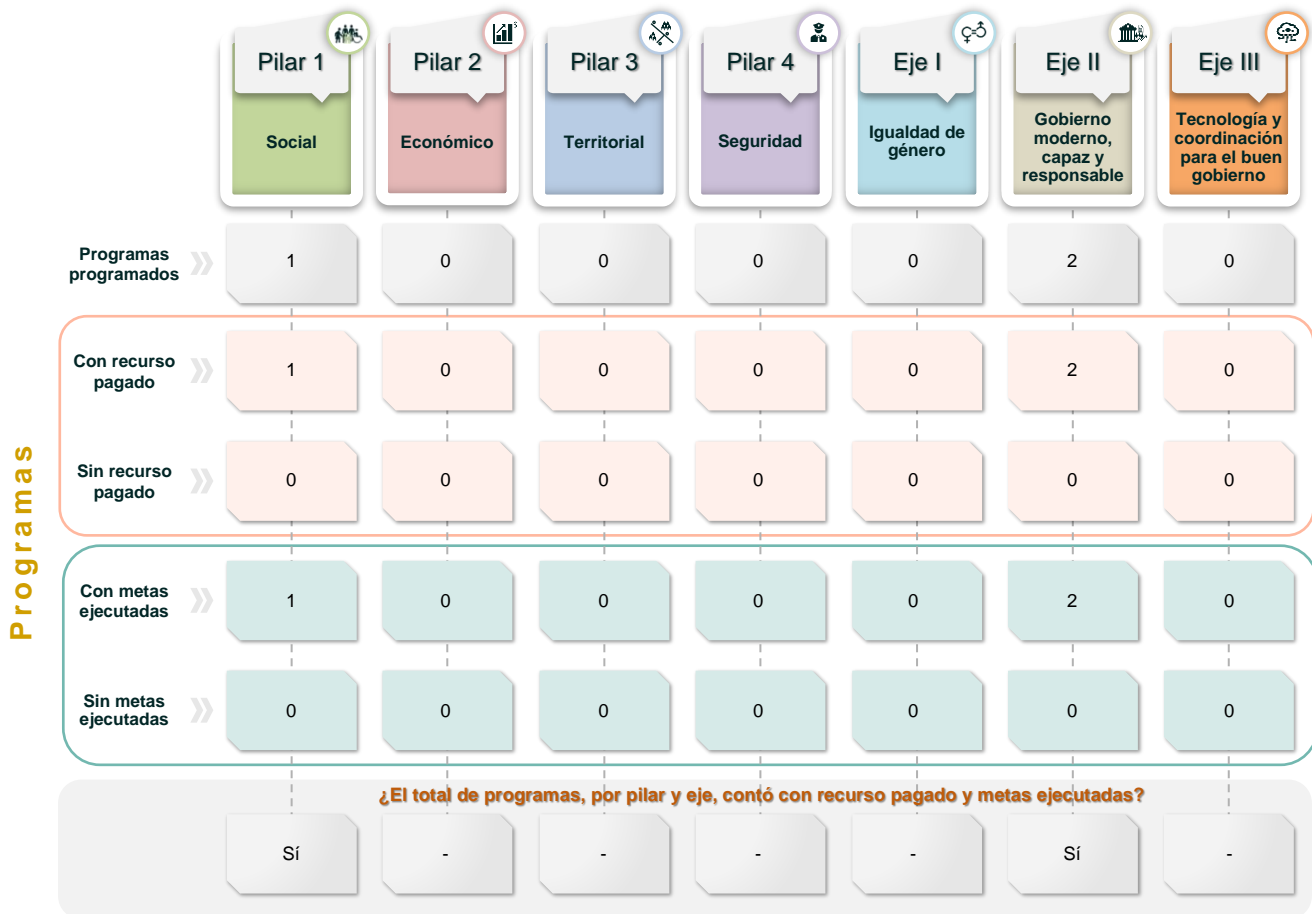 Pilar 1
Pilar 2
Pilar 3
Pilar 4
Eje I
Eje II
Eje III
Social
Económico
Territorial
Seguridad
Igualdad de
género
Gobierno
moderno,
capaz y
responsable
Tecnología y
coordinación
para el buen
gobierno
Programas
Programas
programados
1
0
0
0
0
2
0
Con recurso
pagado
1
0
0
0
0
2
0
Sin recurso
pagado
0
0
0
0
0
0
0
Con metas
ejecutadas
1
0
0
0
0
2
0
Sin metas
ejecutadas
0
0
0
0
0
0
0
¿El total de programas, por pilar y eje, contó con recurso pagado y metas ejecutadas?
Sí
-
-
-
-
Sí
-